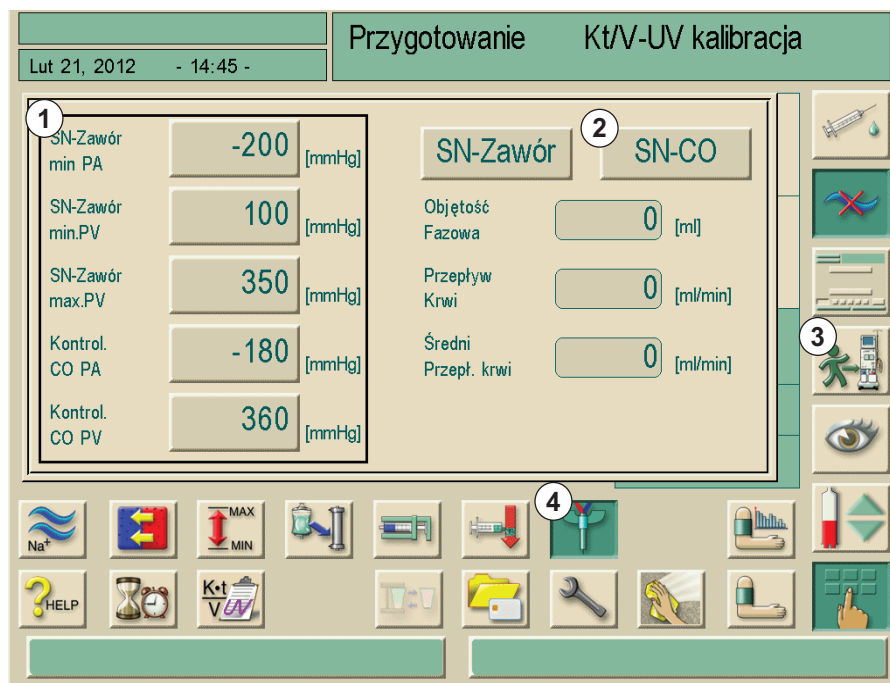 Przygotowanie Kt/V-UV kalibracja
Lut 21, 2012 - 14:45 -
1
SN-Zawór
min PA
-200
[mmHg]
SN-Zawór
min.PV
100
[mmHg]
SN-Zawór
max.PV
350
[mmHg]
Kontrol.
CO PA
-180
[mmHg]
Kontrol.
CO PV
360
[mmHg]
SN-Zawór
2
SN-CO
Objętość
Fazowa
0
[ml]
Przepływ
Krwi
0
[ml/min]
Średni
Przepł. krwi
0
[ml/min]
3
4
Na+
MAX
MIN
HELP
K•t
V UV